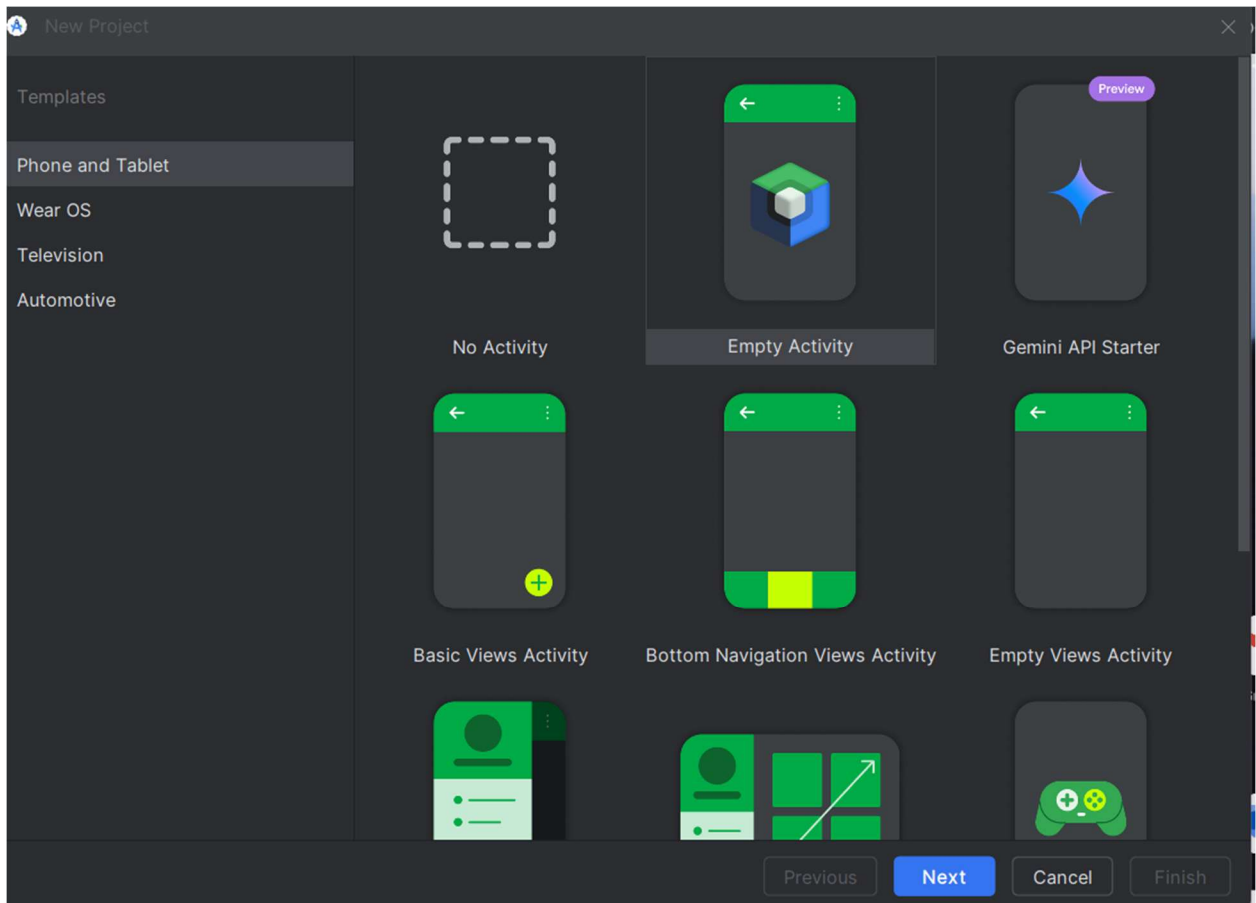 New Project
Templates
Phone and Tablet
Wear OS
Television
Automotive
Preview
No Activity
Empty Activity
Gemini API Starter
Basic Views Activity
Bottom Navigation Views Activity
Empty Views Activity
Previous
Next
Cancel
Finish